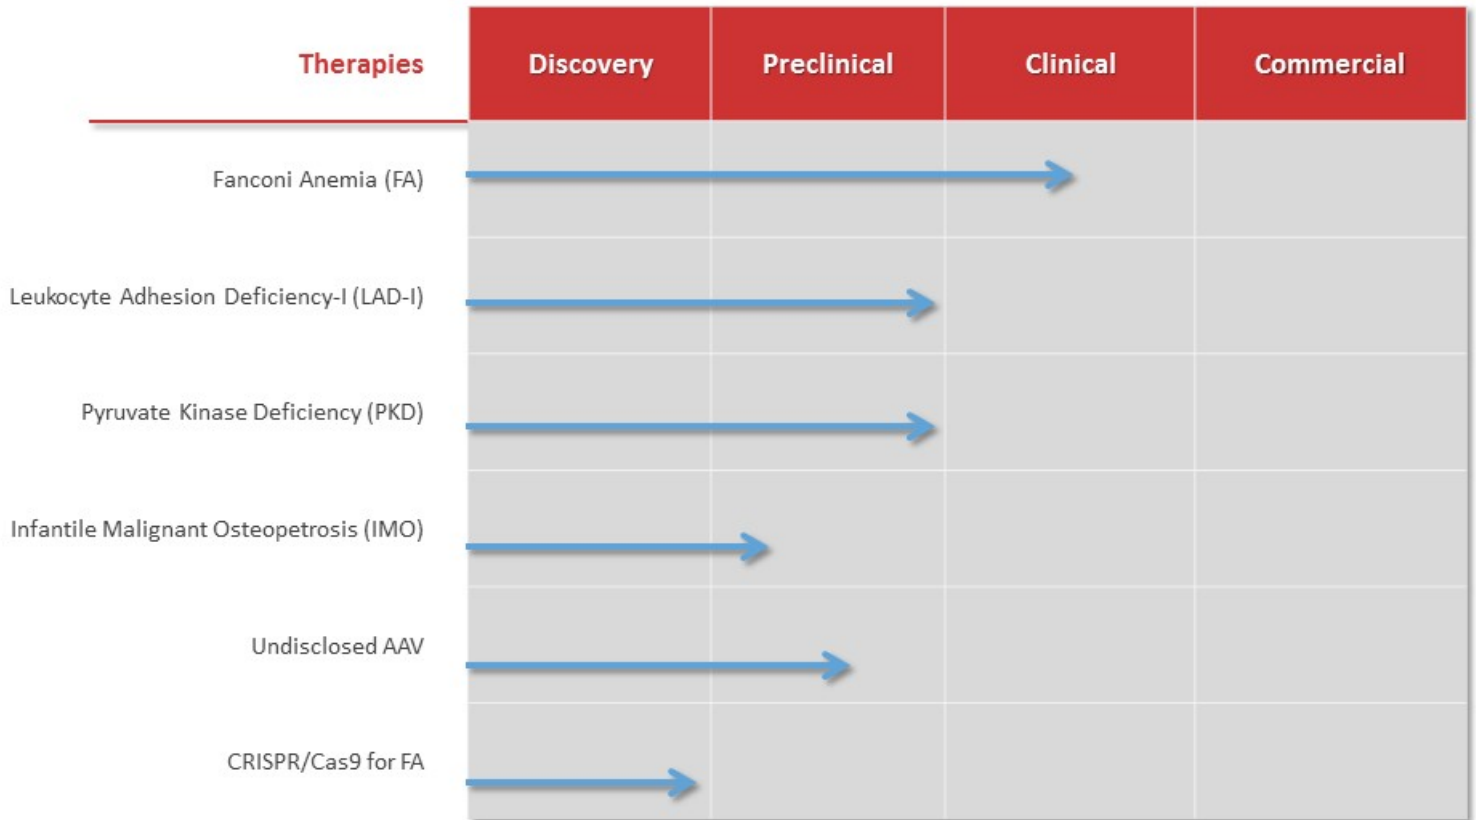 Therapies Discovery Preclinical Clinical Commercial
Fanconi Anemia (FA)
Leukocyte Adhesion Deficiency-I (LAD-I)
Pyruvate Kinase Deficiency (PKD)
Infantile Malignant Osteopetrosis (IMO)
Undisclosed AAV
CRISPR/Cas9 for FA